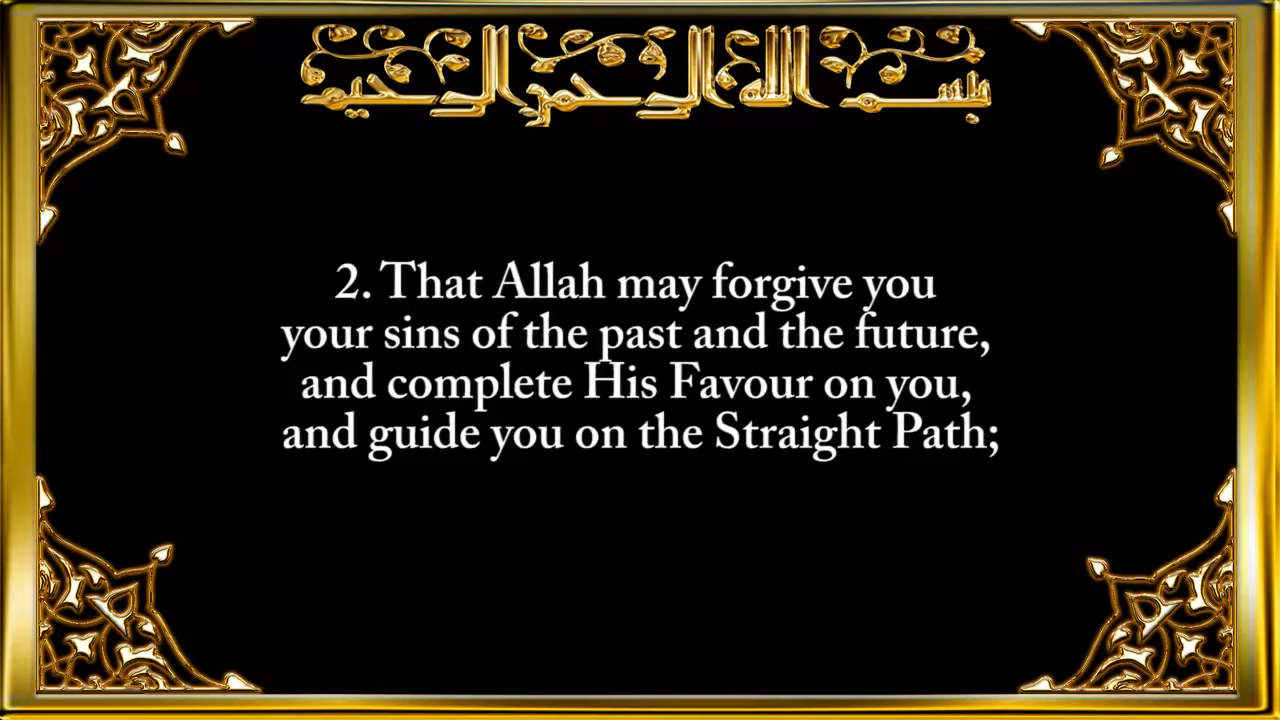 بسم الله الرحمن الرحيم
2. That Allah may forgive you
your sins of the past and the future,
and complete His Favour on you,
and guide you on the Straight Path;